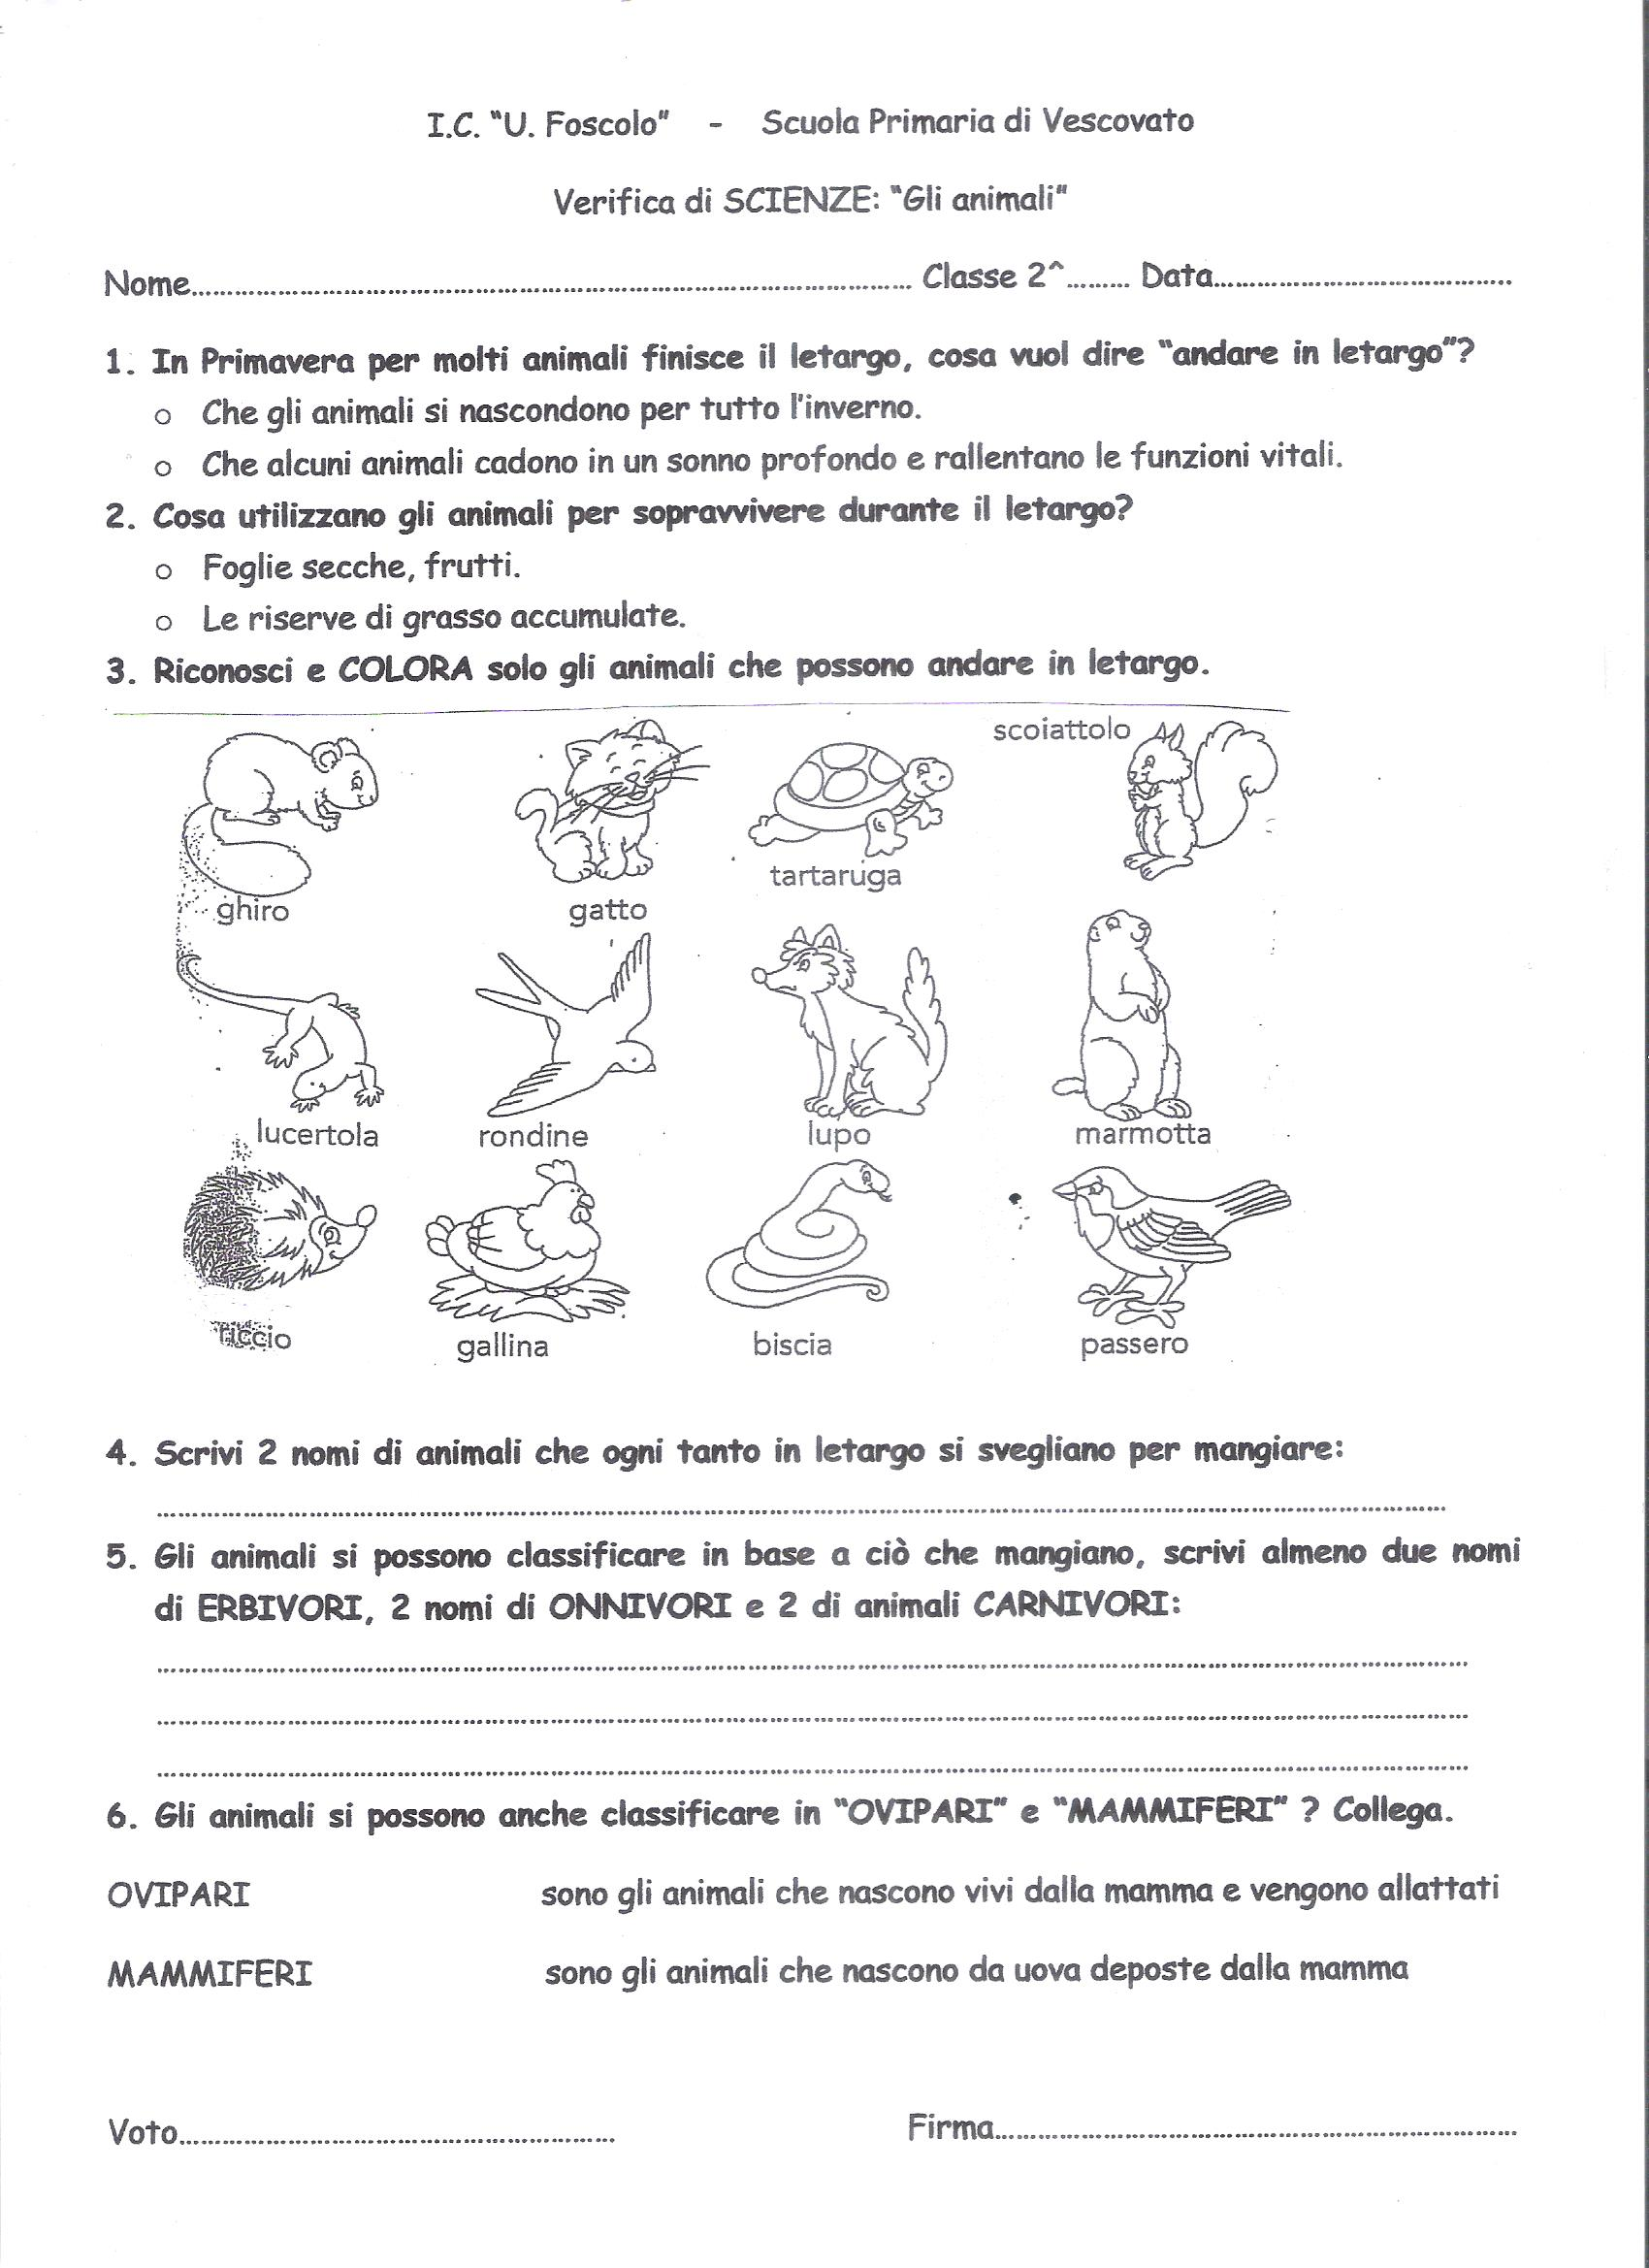 I.C. "U. Foscolo" - Scuola Primaria di Vescovato
Verifica di SCIENZE: "Gli animali"
Nome........................................ Classe 2^......... Data........................................
1. In Primavera per molti animali finisce il letargo, cosa vuol dire "andare in letargo"?
o Che gli animali si nascondono per tutto l'inverno.
o Che alcuni animali cadono in un sonno profondo e rallentano le funzioni vitali.
2. Cosa utilizzano gli animali per sopravvivere durante il letargo?
o Foglie secche, frutti.
o Le riserve di grasso accumulate.
3. Riconosci e COLORA solo gli animali che possono andare in letargo.
scoiattolo
tartaruga
ghiro gatto
lucertola rondine lupo marmotta
riccio gallina biscia passero
4. Scrivi 2 nomi di animali che ogni tanto in letargo si svegliano per mangiare:
........................................
5. Gli animali si possono classificare in base a ciò che mangiano, scrivi almeno due nomi
di ERBIVORI, 2 nomi di ONNIVORI e 2 di animali CARNIVORI:
........................................
........................................
........................................
6. Gli animali si possono anche classificare in "OVIPARI" e "MAMMIFERI" ? Collega.
OVIPARI sono gli animali che nascono vivi dalla mamma e vengono allattati
MAMMIFERI sono gli animali che nascono da uova deposte dalla mamma
Voto........................................ Firma........................................